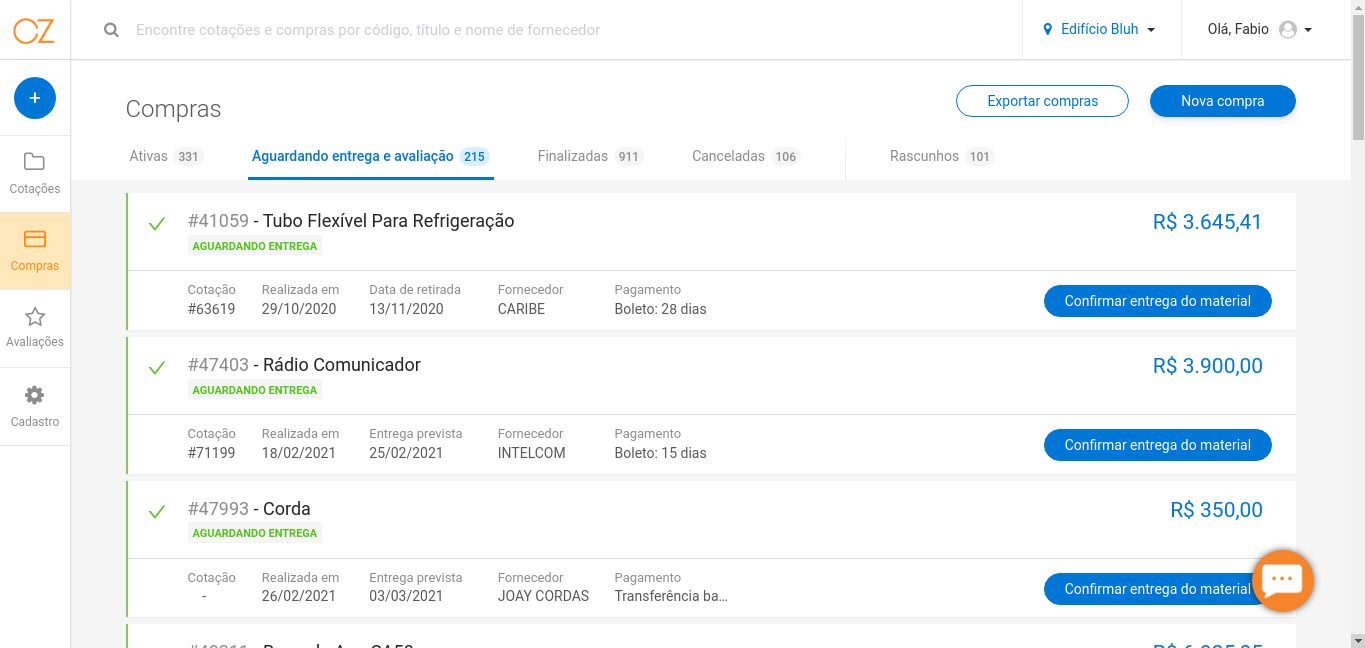 OZ
Encontre cotações e compras por código, título e nome de fornecedor
Edifício Bluh
Olá, Fabio
+
Cotações
Compras
Avaliações
Cadastro
Compras
Exportar compras
Nova compra
Ativas 331
Aguardando entrega e avaliação 215
Finalizadas 911
Canceladas 106
Rascunhos 101
#41059 - Tubo Flexível Para Refrigeração
R$ 3.645,41
AGUARDANDO ENTREGA
Cotação Realizada em Data de retirada Fornecedor Pagamento
#63619 29/10/2020 13/11/2020 CARIBE Boleto: 28 dias
Confirmar entrega do material
#47403 - Rádio Comunicador
R$ 3.900,00
AGUARDANDO ENTREGA
Cotação Realizada em Entrega prevista Fornecedor Pagamento
#71199 18/02/2021 25/02/2021 INTELCOM Boleto: 15 dias
Confirmar entrega do material
#47993 - Corda
R$ 350,00
AGUARDANDO ENTREGA
Cotação Realizada em Entrega prevista Fornecedor Pagamento
- 26/02/2021 03/03/2021 JOAY CORDAS Transferência ba...
Confirmar entrega do material